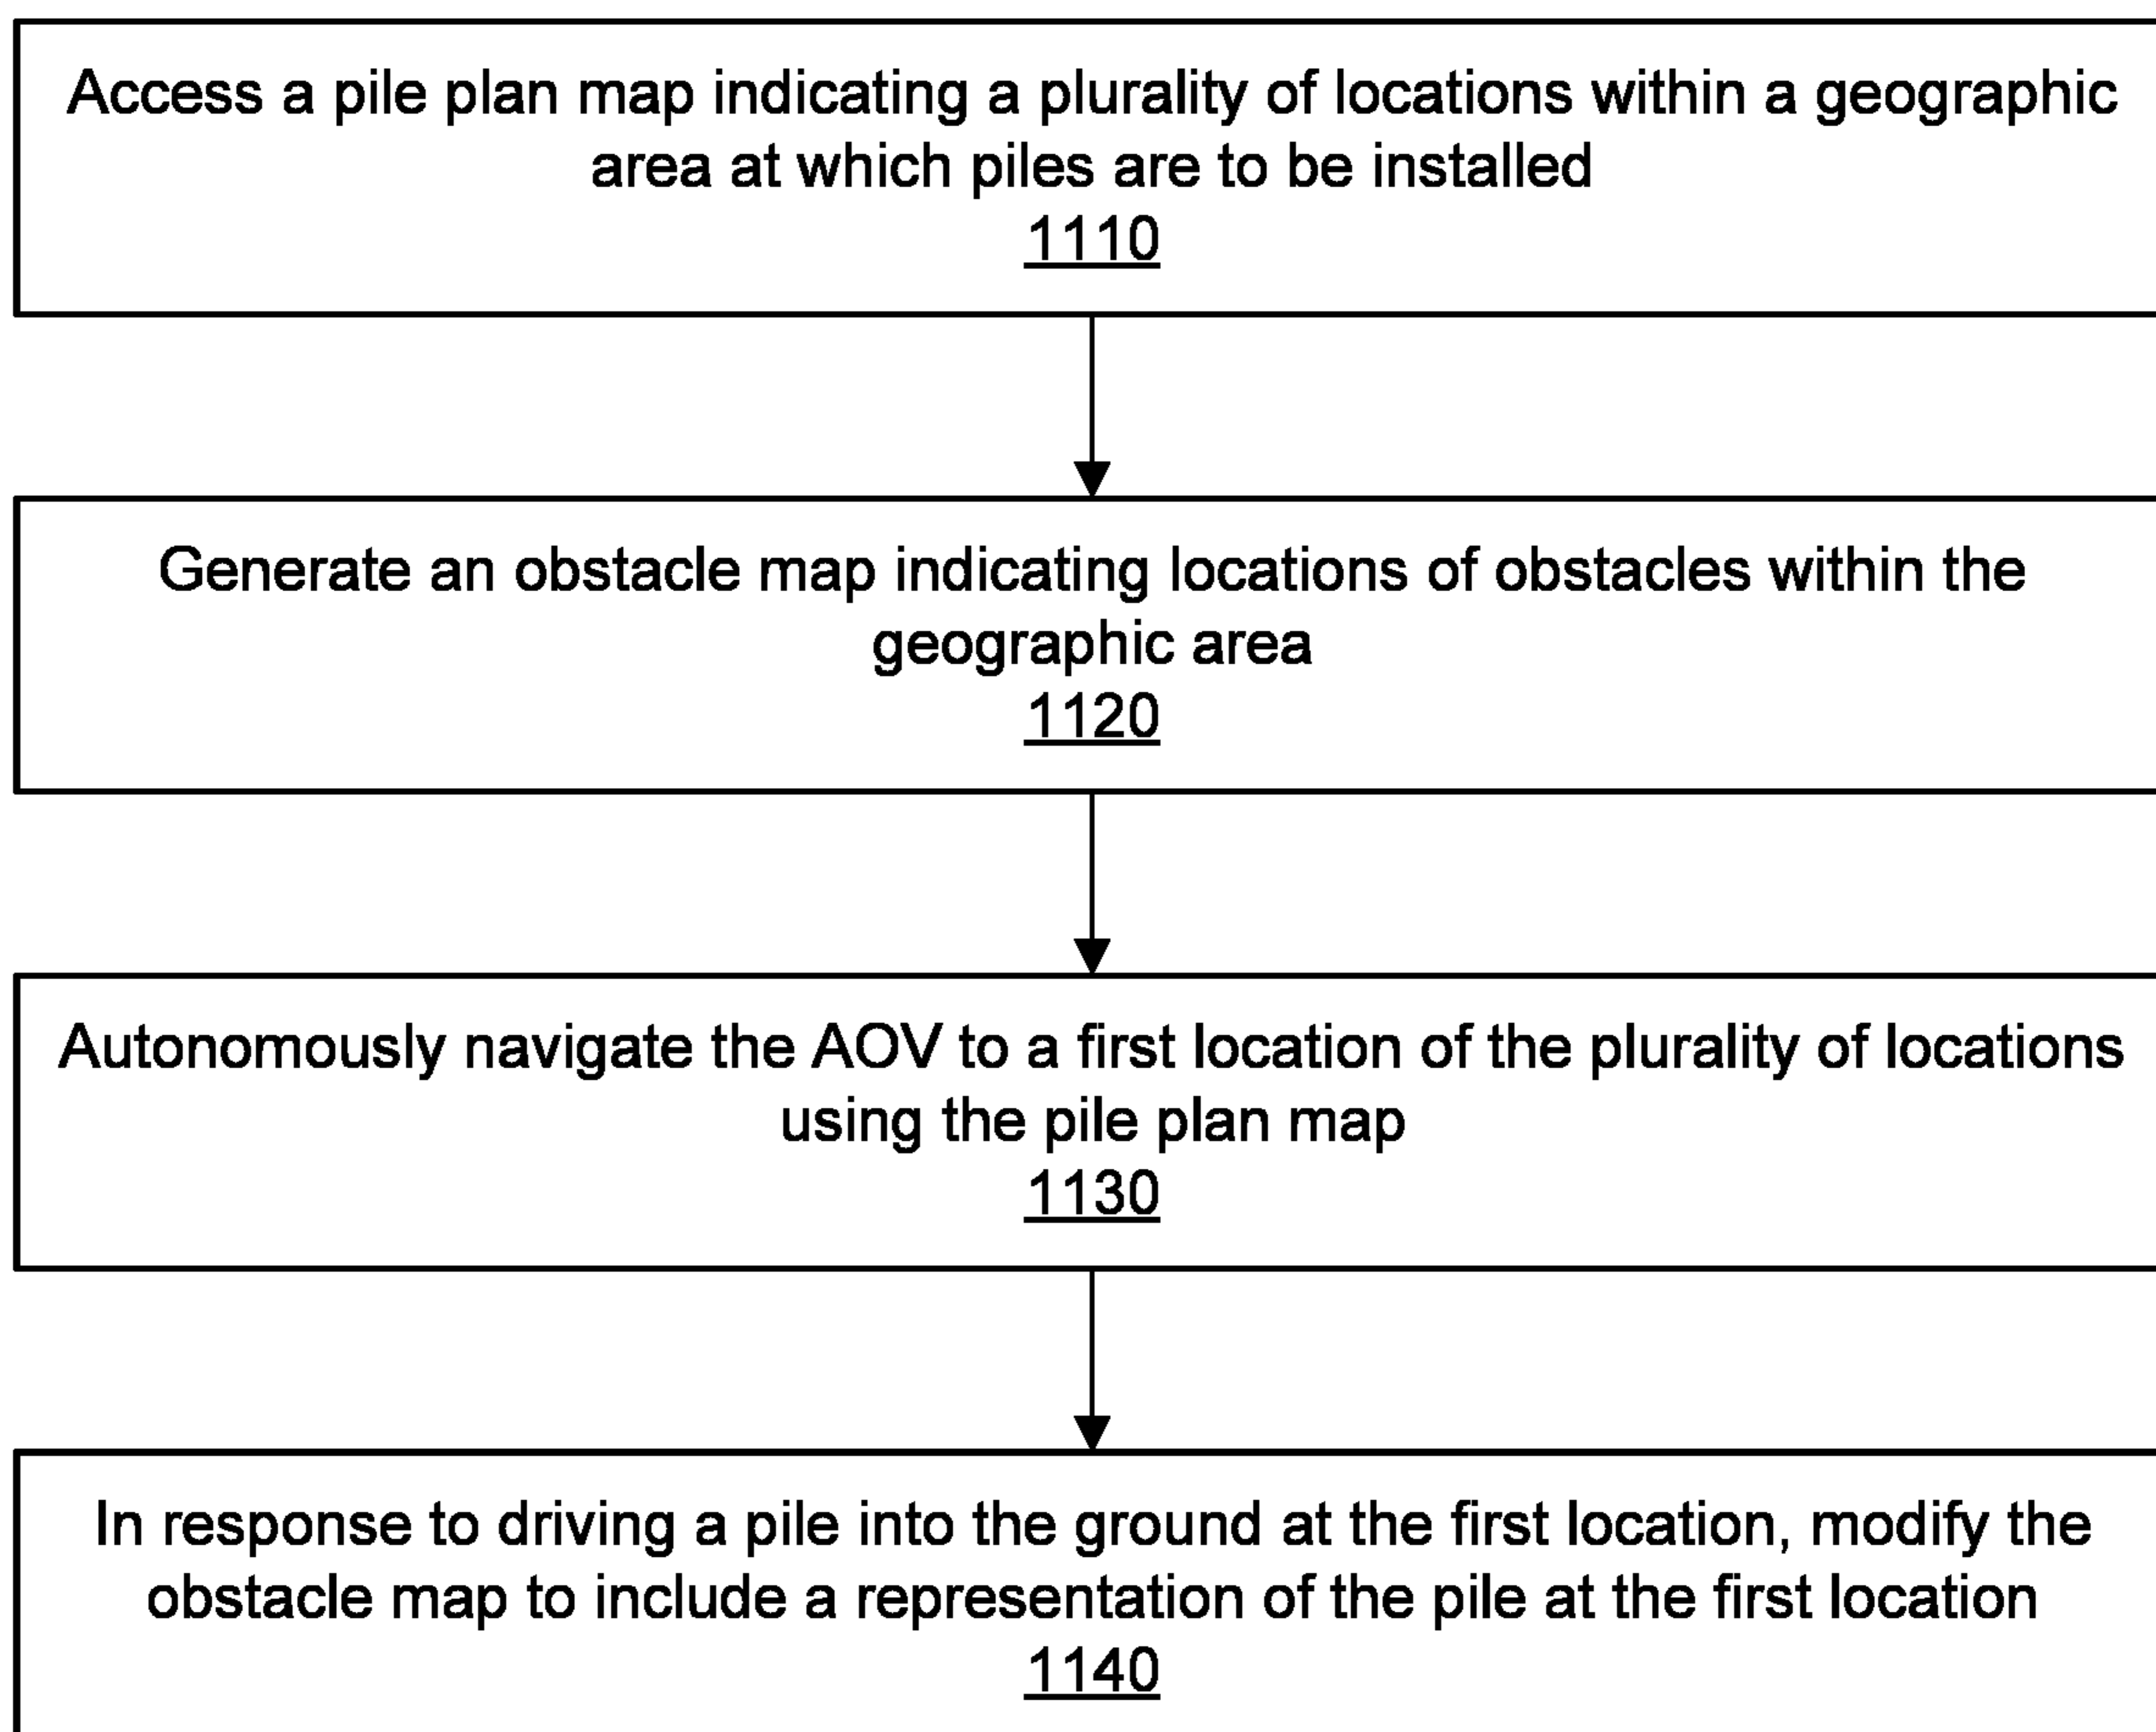 Access a pile plan map indicating a plurality of locations within a geographic
area at which piles are to be installed
1110
Generate an obstacle map indicating locations of obstacles within the
geographic area
1120
Autonomously navigate the AOV to a first location of the plurality of locations
using the pile plan map
1130
In response to driving a pile into the ground at the first location, modify the
obstacle map to include a representation of the pile at the first location
1140